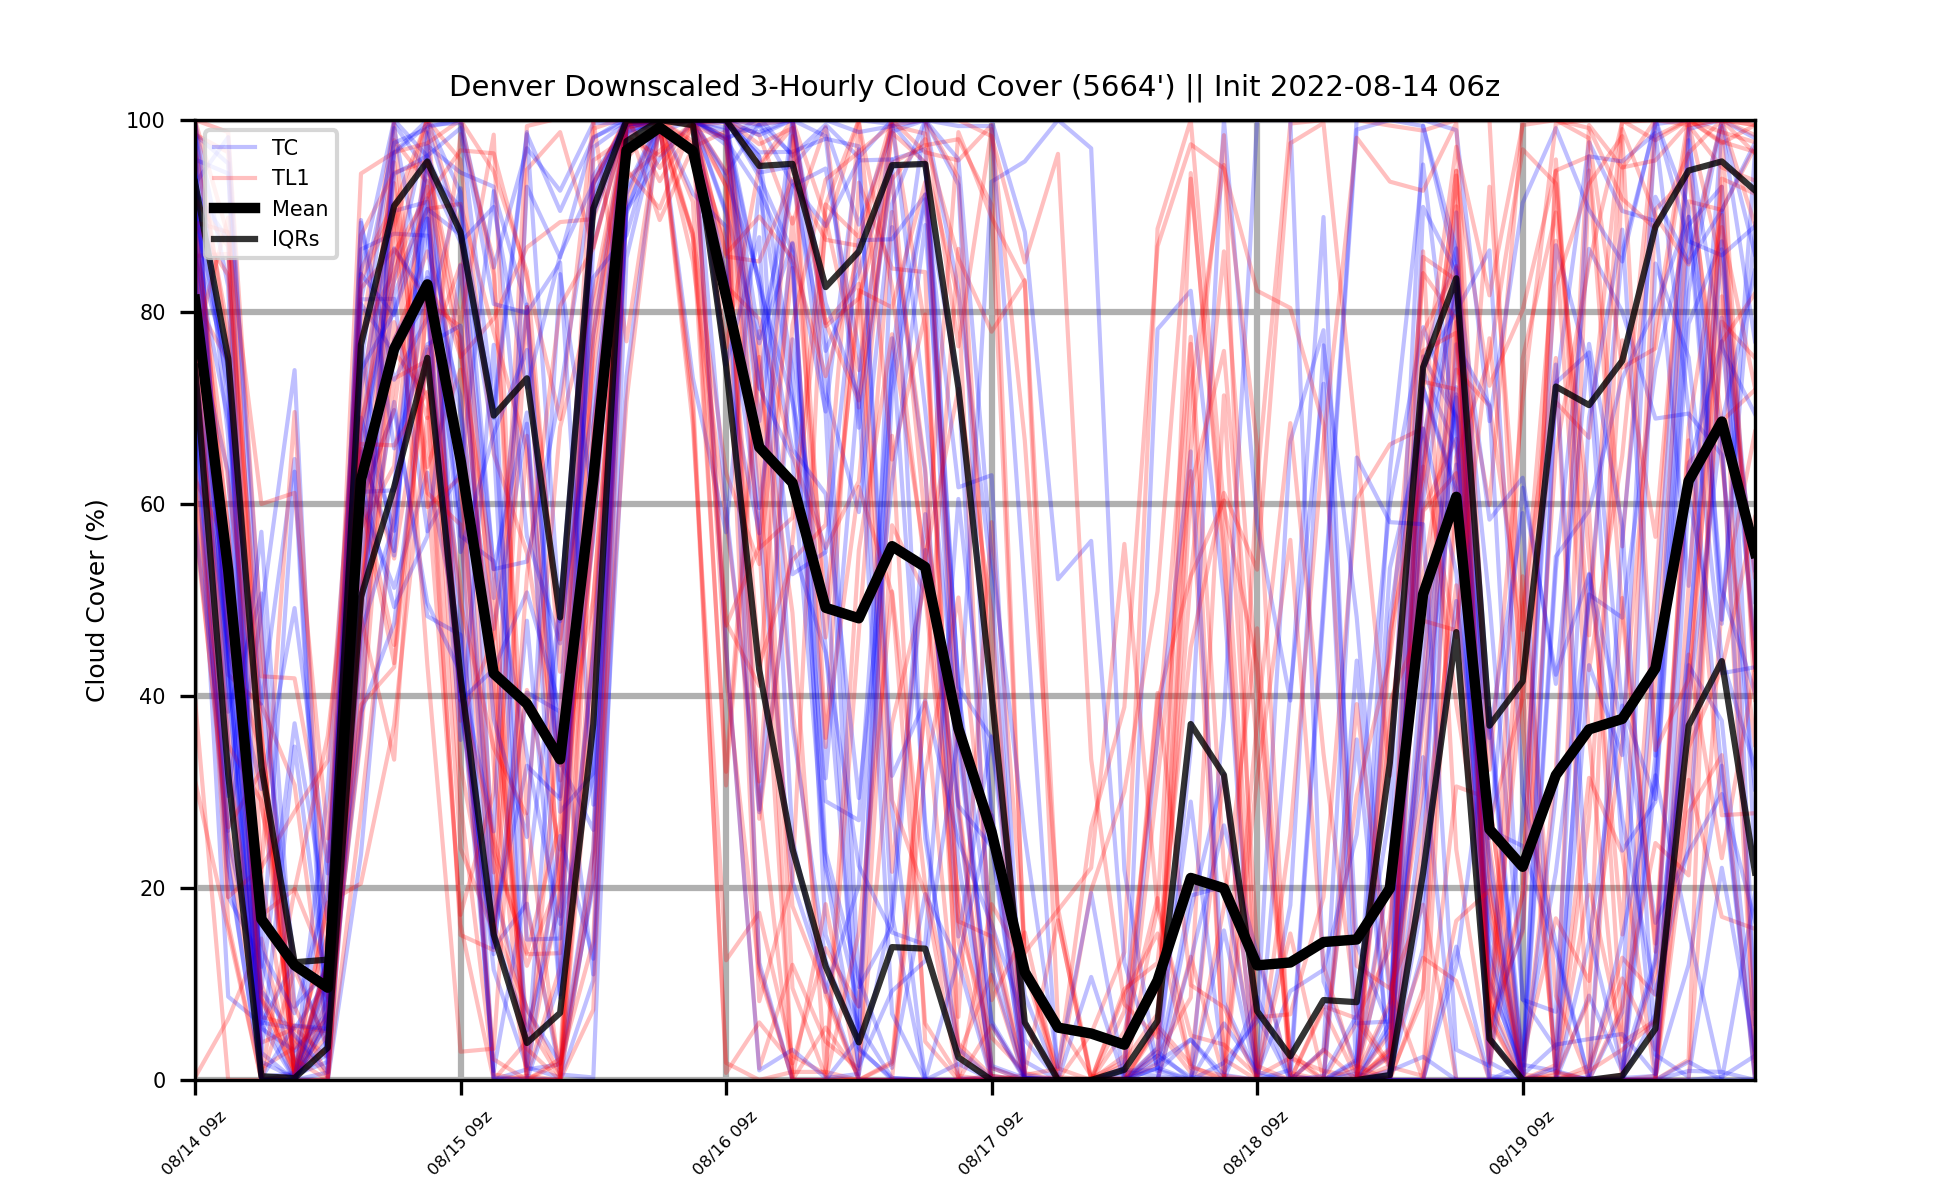 Denver Downscaled 3-Hourly Cloud Cover (5664') || Init 2022-08-14 06z
Cloud Cover (%)
100
80
60
40
20
0
TC
TL1
Mean
IQRs
08/14 09z
08/15 09z
08/16 09z
08/17 09z
08/18 09z
08/19 09z